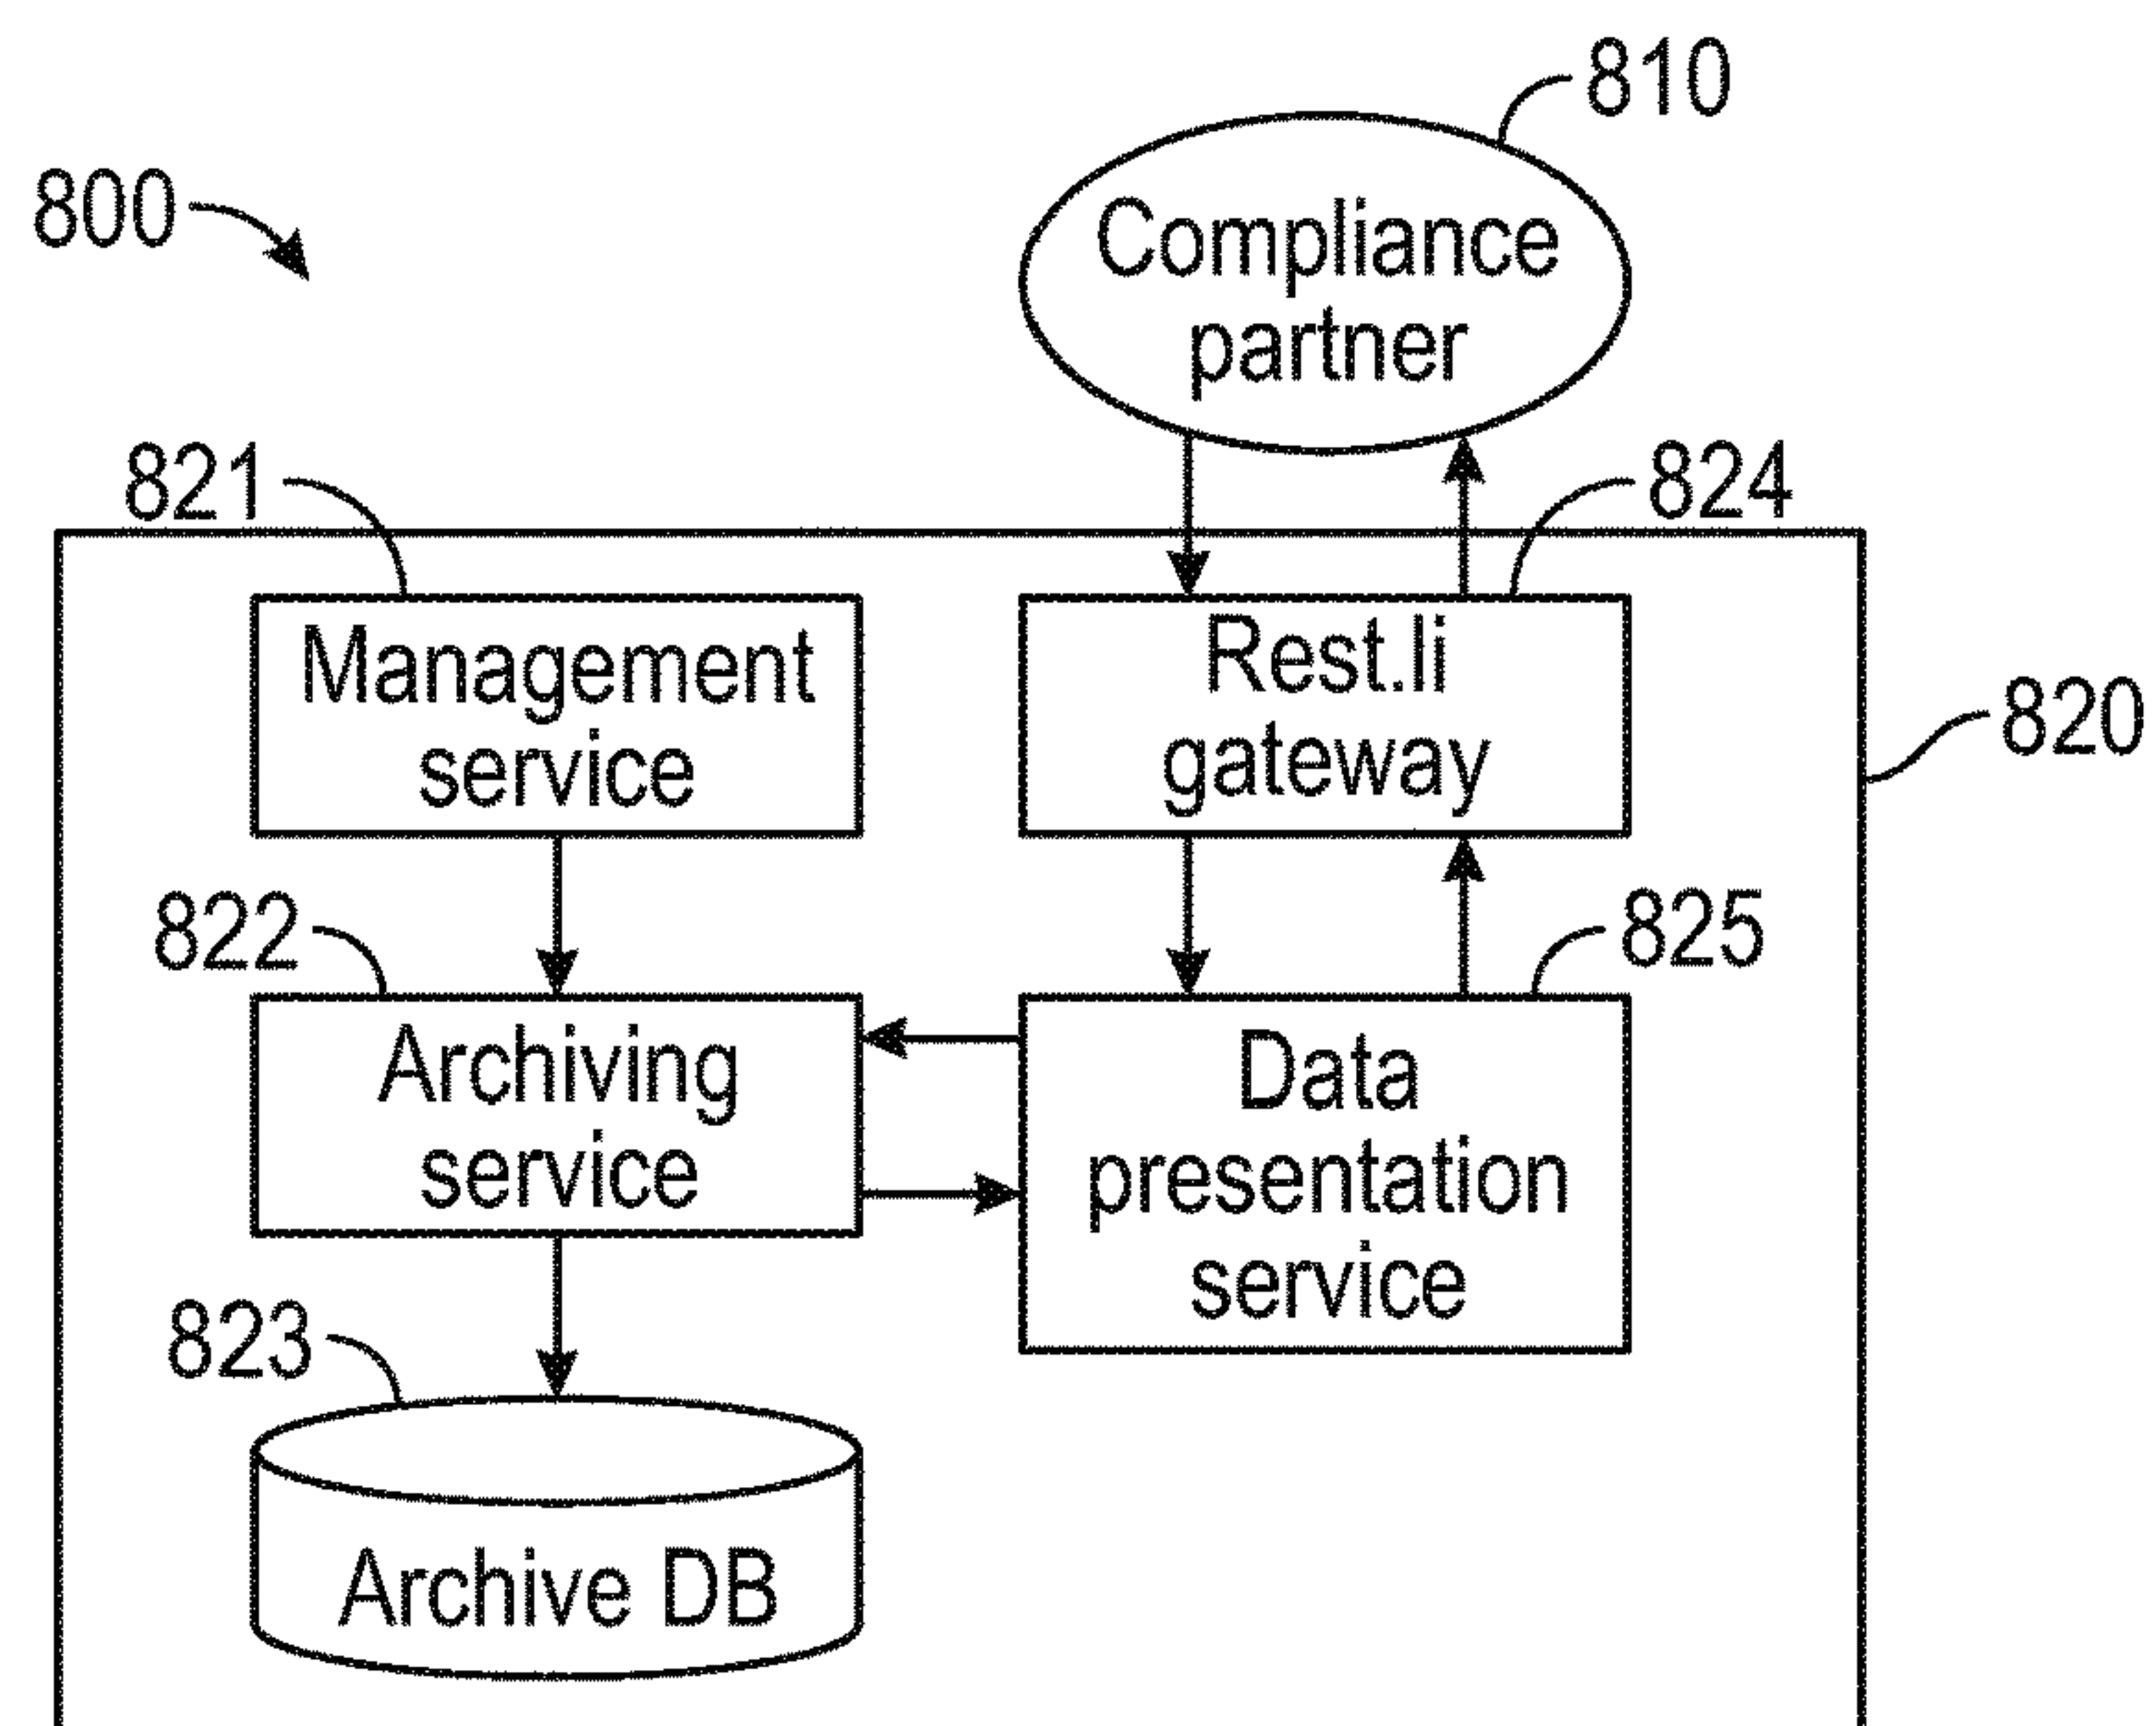 810
800
Compliance
partner
821
824
Management
service
Rest.li
gateway
820
822
825
Archiving
service
Data
presentation
service
823
Archive DB